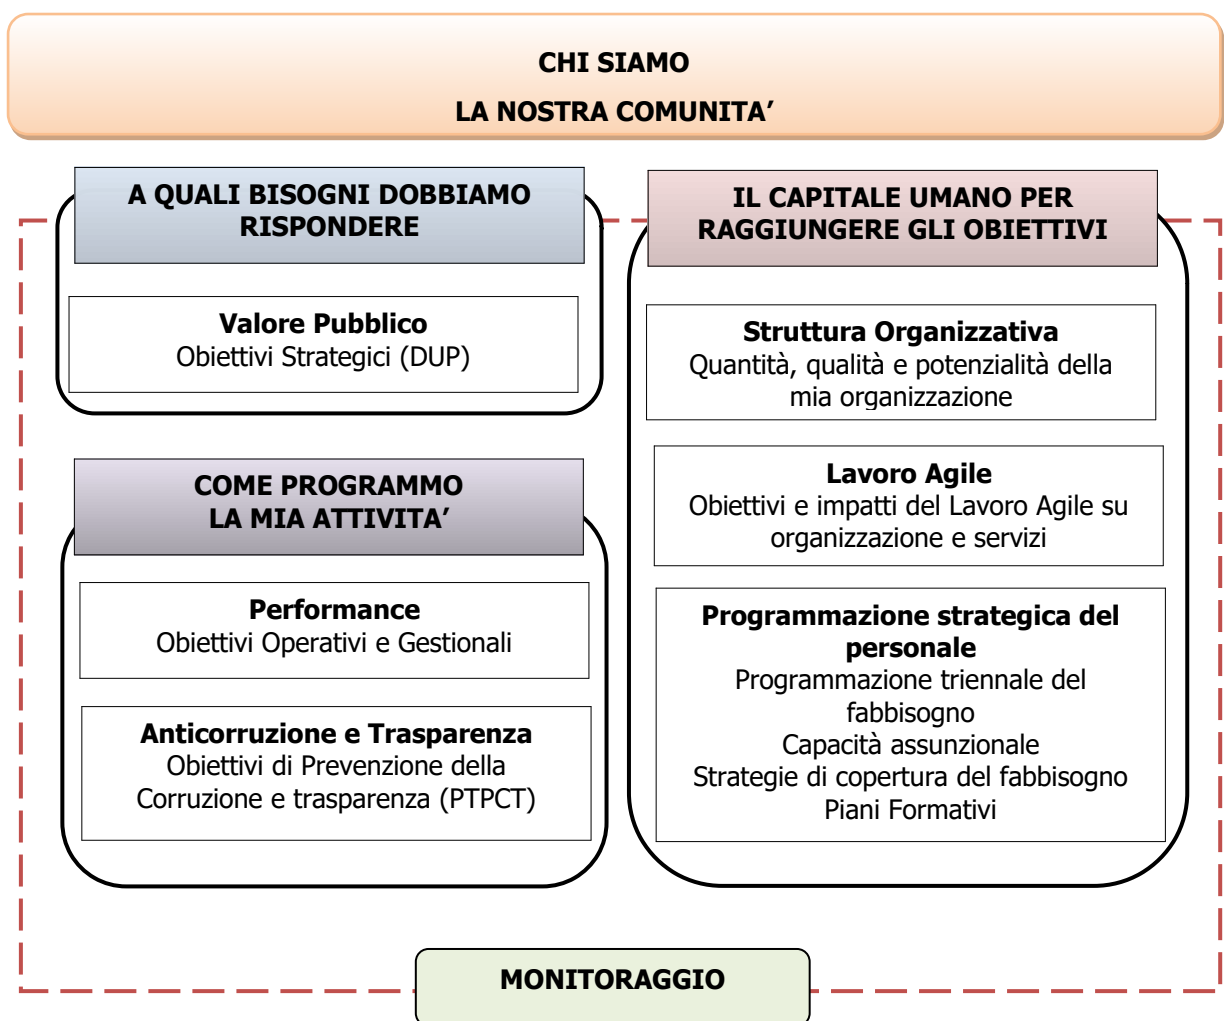 CHI SIAMO
LA NOSTRA COMUNITA’
A QUALI BISOGNI DOBBIAMO
RISPONDERE
Valore Pubblico
Obiettivi Strategici (DUP)
COME PROGRAMMO
LA MIA ATTIVITA’
Performance
Obiettivi Operativi e Gestionali
Anticorruzione e Trasparenza
Obiettivi di Prevenzione della
Corruzione e trasparenza (PTPCT)
IL CAPITALE UMANO PER
RAGGIUNGERE GLI OBIETTIVI
Struttura Organizzativa
Quantità, qualità e potenzialità della
mia organizzazione
Lavoro Agile
Obiettivi e impatti del Lavoro Agile su
organizzazione e servizi
Programmazione strategica del
personale
Programmazione triennale del
fabbisogno
Capacità assunzionale
Strategie di copertura del fabbisogno
Piani Formativi
MONITORAGGIO